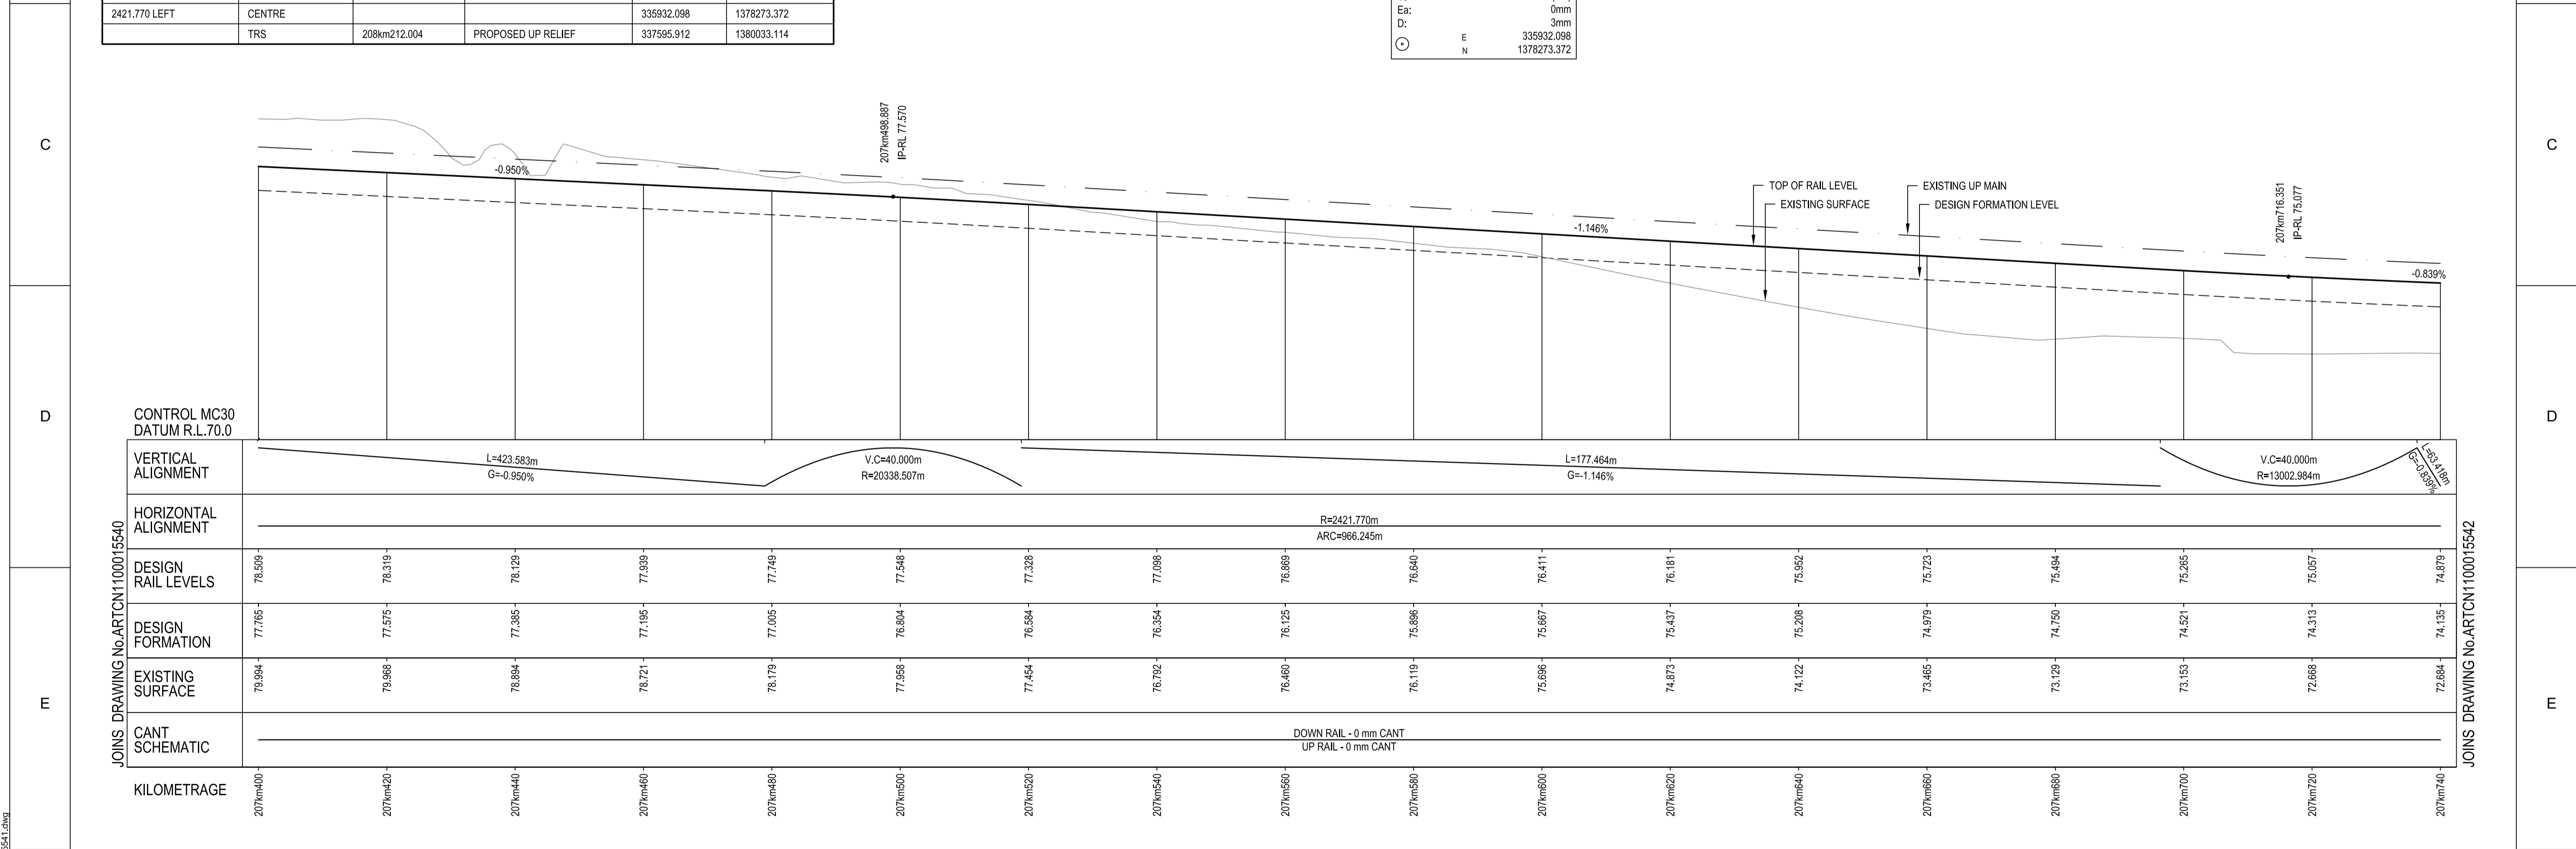 2421.770 LEFT CENTRE 335932.098 1378273.372
TRS 208km212.004 PROPOSED UP RELIEF 337595.912 1380033.114
Ea: 0mm
D: 3mm
E 335932.098
N 1378273.372
C
C
207km498.887
IP-RL 77.570
-0.950%
TOP OF RAIL LEVEL
EXISTING SURFACE
EXISTING UP MAIN
DESIGN FORMATION LEVEL
-1.146%
207km716.351
IP-RL 75.077
-0.839%
D
D
CONTROL MC30
DATUM R.L.70.0
VERTICAL
ALIGNMENT
L=423.583m
G=-0.950%
V.C=40.000m
R=20338.507m
L=177.464m
G=-1.146%
V.C=40.000m
R=13002.984m
L=63.418m
G=-0.839%
HORIZONTAL
ALIGNMENT
R=2421.770m
ARC=966.245m
DESIGN
RAIL LEVELS
78.509 78.319 78.129 77.939 77.749 77.548 77.328 77.098 76.869 76.640 76.411 76.181 75.952 75.723 75.494 75.265 75.057 74.879
DESIGN
FORMATION
77.765 77.575 77.385 77.195 77.005 76.804 76.584 76.354 76.125 75.896 75.667 75.437 75.208 74.979 74.750 74.521 74.313 74.135
EXISTING
SURFACE
79.994 79.968 78.894 78.721 78.179 77.958 77.454 76.792 76.460 76.119 75.696 74.873 74.122 73.465 73.129 73.153 72.668 72.684
CANT
SCHEMATIC
DOWN RAIL - 0 mm CANT
UP RAIL - 0 mm CANT
KILOMETRAGE
207km400 207km420 207km440 207km460 207km480 207km500 207km520 207km540 207km560 207km580 207km600 207km620 207km640 207km660 207km680 207km700 207km720 207km740
JOINS DRAWING No.ARTCN1100015540
JOINS DRAWING No.ARTCN1100015542
E
E
5541.dwg